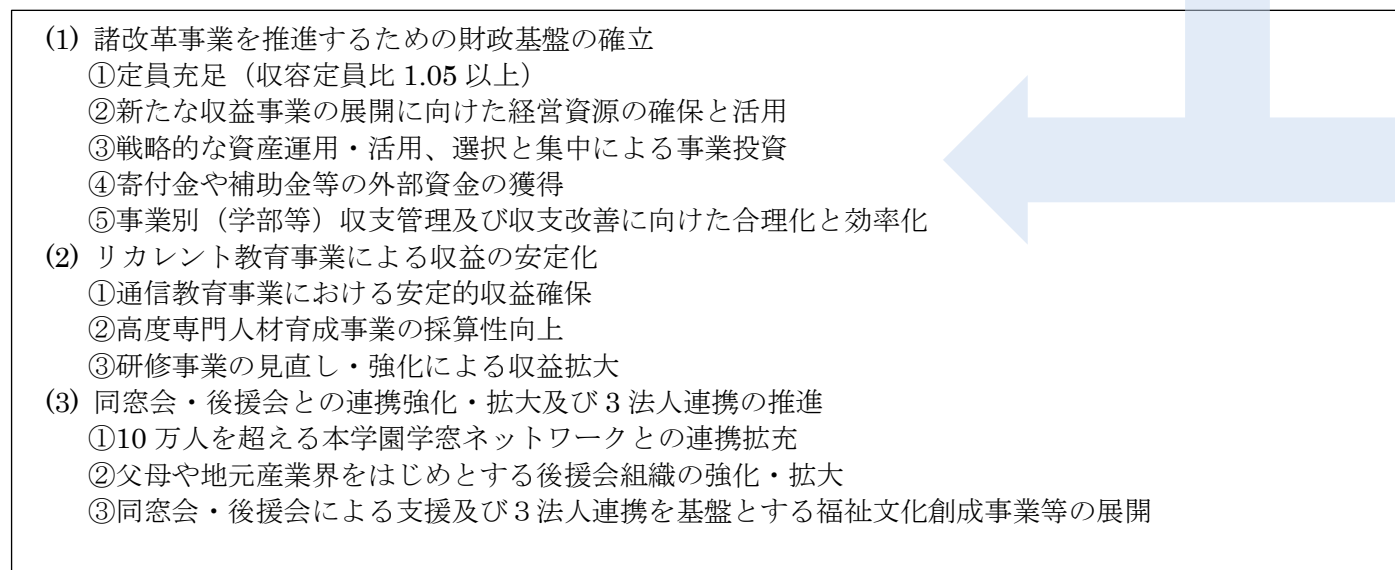 (1) 諸改革事業を推進するための財政基盤の確立
①定員充足（収容定員比 1.05 以上）
②新たな収益事業の展開に向けた経営資源の確保と活用
③戦略的な資産運用・活用、選択と集中による事業投資
④寄付金や補助金等の外部資金の獲得
⑤事業別（学部等）収支管理及び収支改善に向けた合理化と効率化
(2) リカレント教育事業による収益の安定化
①通信教育事業における安定的収益確保
②高度専門人材育成事業の採算性向上
③研修事業の見直し・強化による収益拡大
(3) 同窓会・後援会との連携強化・拡大及び 3 法人連携の推進
①10 万人を超える本学園学窓ネットワークとの連携拡充
②父母や地元産業界をはじめとする後援会組織の強化・拡大
③同窓会・後援会による支援及び３法人連携を基盤とする福祉文化創成事業等の展開